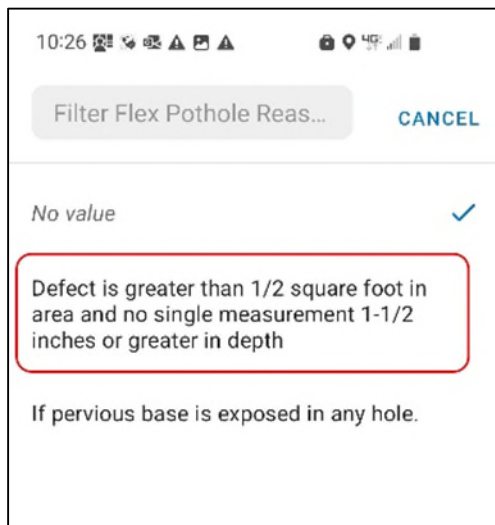 10:26 4G
Filter Flex Pothole Reas...
CANCEL
No value
Defect is greater than 1/2 square foot in
area and no single measurement 1-1/2
inches or greater in depth
If pervious base is exposed in any hole.